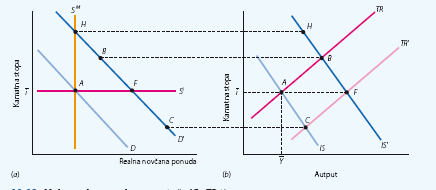 S^M
H
B
A
F
S^i
C
D'
D
Kamatna stopa
T
Realna novčana ponuda
(a)
TR
H
TR'
B
A
F
C
IS
IS'
Kamatna stopa
T
Y
Autput
(b)